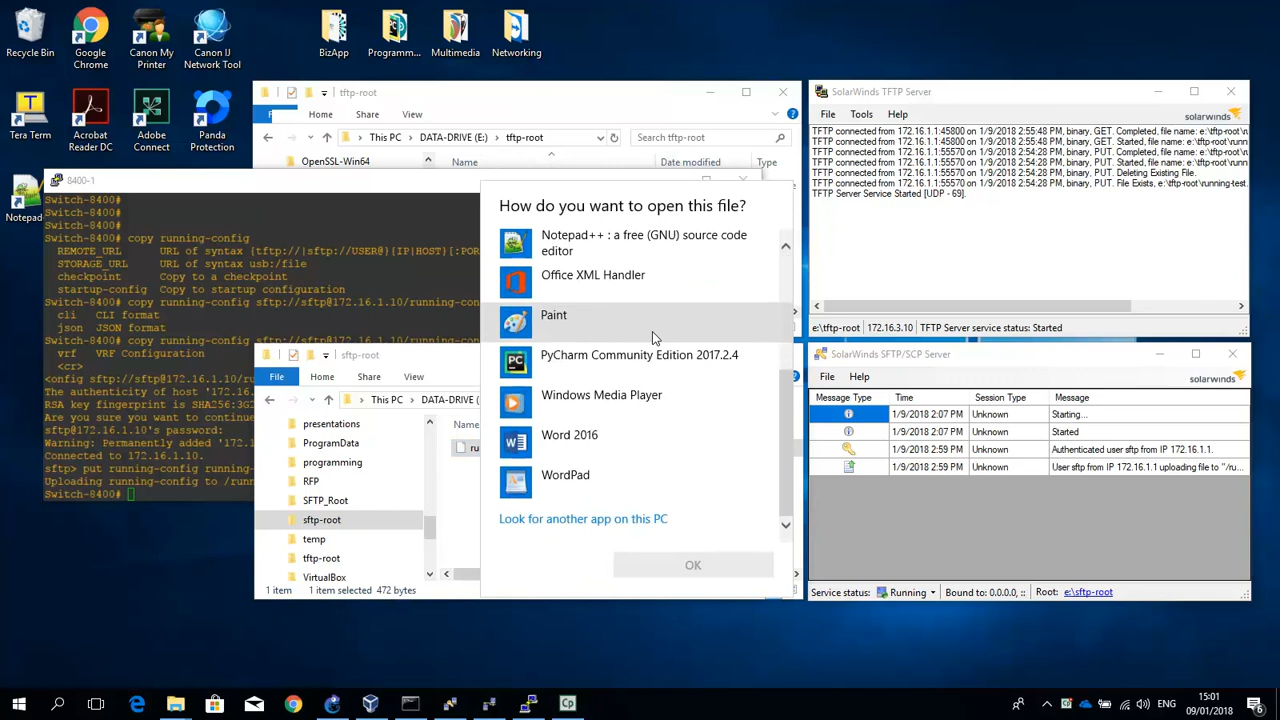 Recycle Bin
Google Chrome
Canon My Printer
Canon IJ Network Tool
BizApp
Programm...
Multimedia
Networking
Tera Term
Acrobat Reader DC
Adobe Connect
Panda Protection
Notepad
tftp-root
Home
Share
View
This PC
DATA-DRIVE (E:)
tftp-root
Search tftp-root
OpenSSL-Win64
Name
Date modified
Type
8400-1
Switch-8400#
Switch-8400#
Switch-8400#
Switch-8400# copy running-config
REMOTE_URL URL of syntax {tftp://|sftp://USER@}{IP|HOST}[:POR
STORAGE_URL URL of syntax usb:/file
checkpoint Copy to a checkpoint
startup-config Copy to startup configuration
Switch-8400# copy running-config sftp://sftp@172.16.1.10/running-con
cli CLI format
json JSON format
Switch-8400# copy running-config sftp://sftp@172.16.1.10/running-con
vrf VRF Configuration
<cr>
<onfig sftp://sftp@172.16.1.10/ru
The authenticity of host '172.16
RSA key fingerprint is SHA256:3G
Are you sure you want to continue
sftp@172.16.1.10's password:
Warning: Permanently added '172.1
Connected to 172.16.1.10.
sftp> put running-config running-
Uploading running-config to /runn
Switch-8400#
sftp-root
File
Home
Share
View
This PC
DATA-DRIVE (
presentations
ProgramData
programming
RFP
SFTP_Root
sftp-root
temp
tftp-root
VirtualBox
Name
ru
1 item
1 item selected 472 bytes
How do you want to open this file?
Notepad++ : a free (GNU) source code
editor
Office XML Handler
Paint
PyCharm Community Edition 2017.2.4
Windows Media Player
Word 2016
WordPad
Look for another app on this PC
OK
SolarWinds TFTP Server
File
Tools
Help
solarwinds
TFTP connected from 172.16.1.1:45800 on 1/9/2018 2:55:48 PM, binary, GET. Completed, file name: e:\tftp-root\r
TFTP connected from 172.16.1.1:45800 on 1/9/2018 2:55:48 PM, binary, GET. Started, file name: e:\tftp-root\runn
TFTP connected from 172.16.1.1:55570 on 1/9/2018 2:54:28 PM, binary, PUT. Completed, file name: e:\tftp-root\ru
TFTP connected from 172.16.1.1:55570 on 1/9/2018 2:54:28 PM, binary, PUT. Started, file name: e:\tftp-root\runn
TFTP connected from 172.16.1.1:55570 on 1/9/2018 2:54:28 PM, binary, PUT. Deleting Existing File.
TFTP connected from 172.16.1.1:55570 on 1/9/2018 2:54:28 PM, binary, PUT. File Exists, e:\tftp-root\running-test.
TFTP Server Service Started [UDP - 69].
e:\tftp-root
172.16.3.10
TFTP Server service status: Started
SolarWinds SFTP/SCP Server
File
Help
solarwinds
Message Type
Time
Session Type
Message
1/9/2018 2:07 PM Unknown Starting...
1/9/2018 2:07 PM Unknown Started
1/9/2018 2:59 PM Unknown Authenticated user sftp from IP 172.16.1.1.
1/9/2018 2:59 PM Unknown User sftp from IP 172.16.1.1 uploading file to "/ru...
Service status:
Running
Bound to: 0.0.0.0, ::
Root: e:\sftp-root
15:01
09/01/2018
6